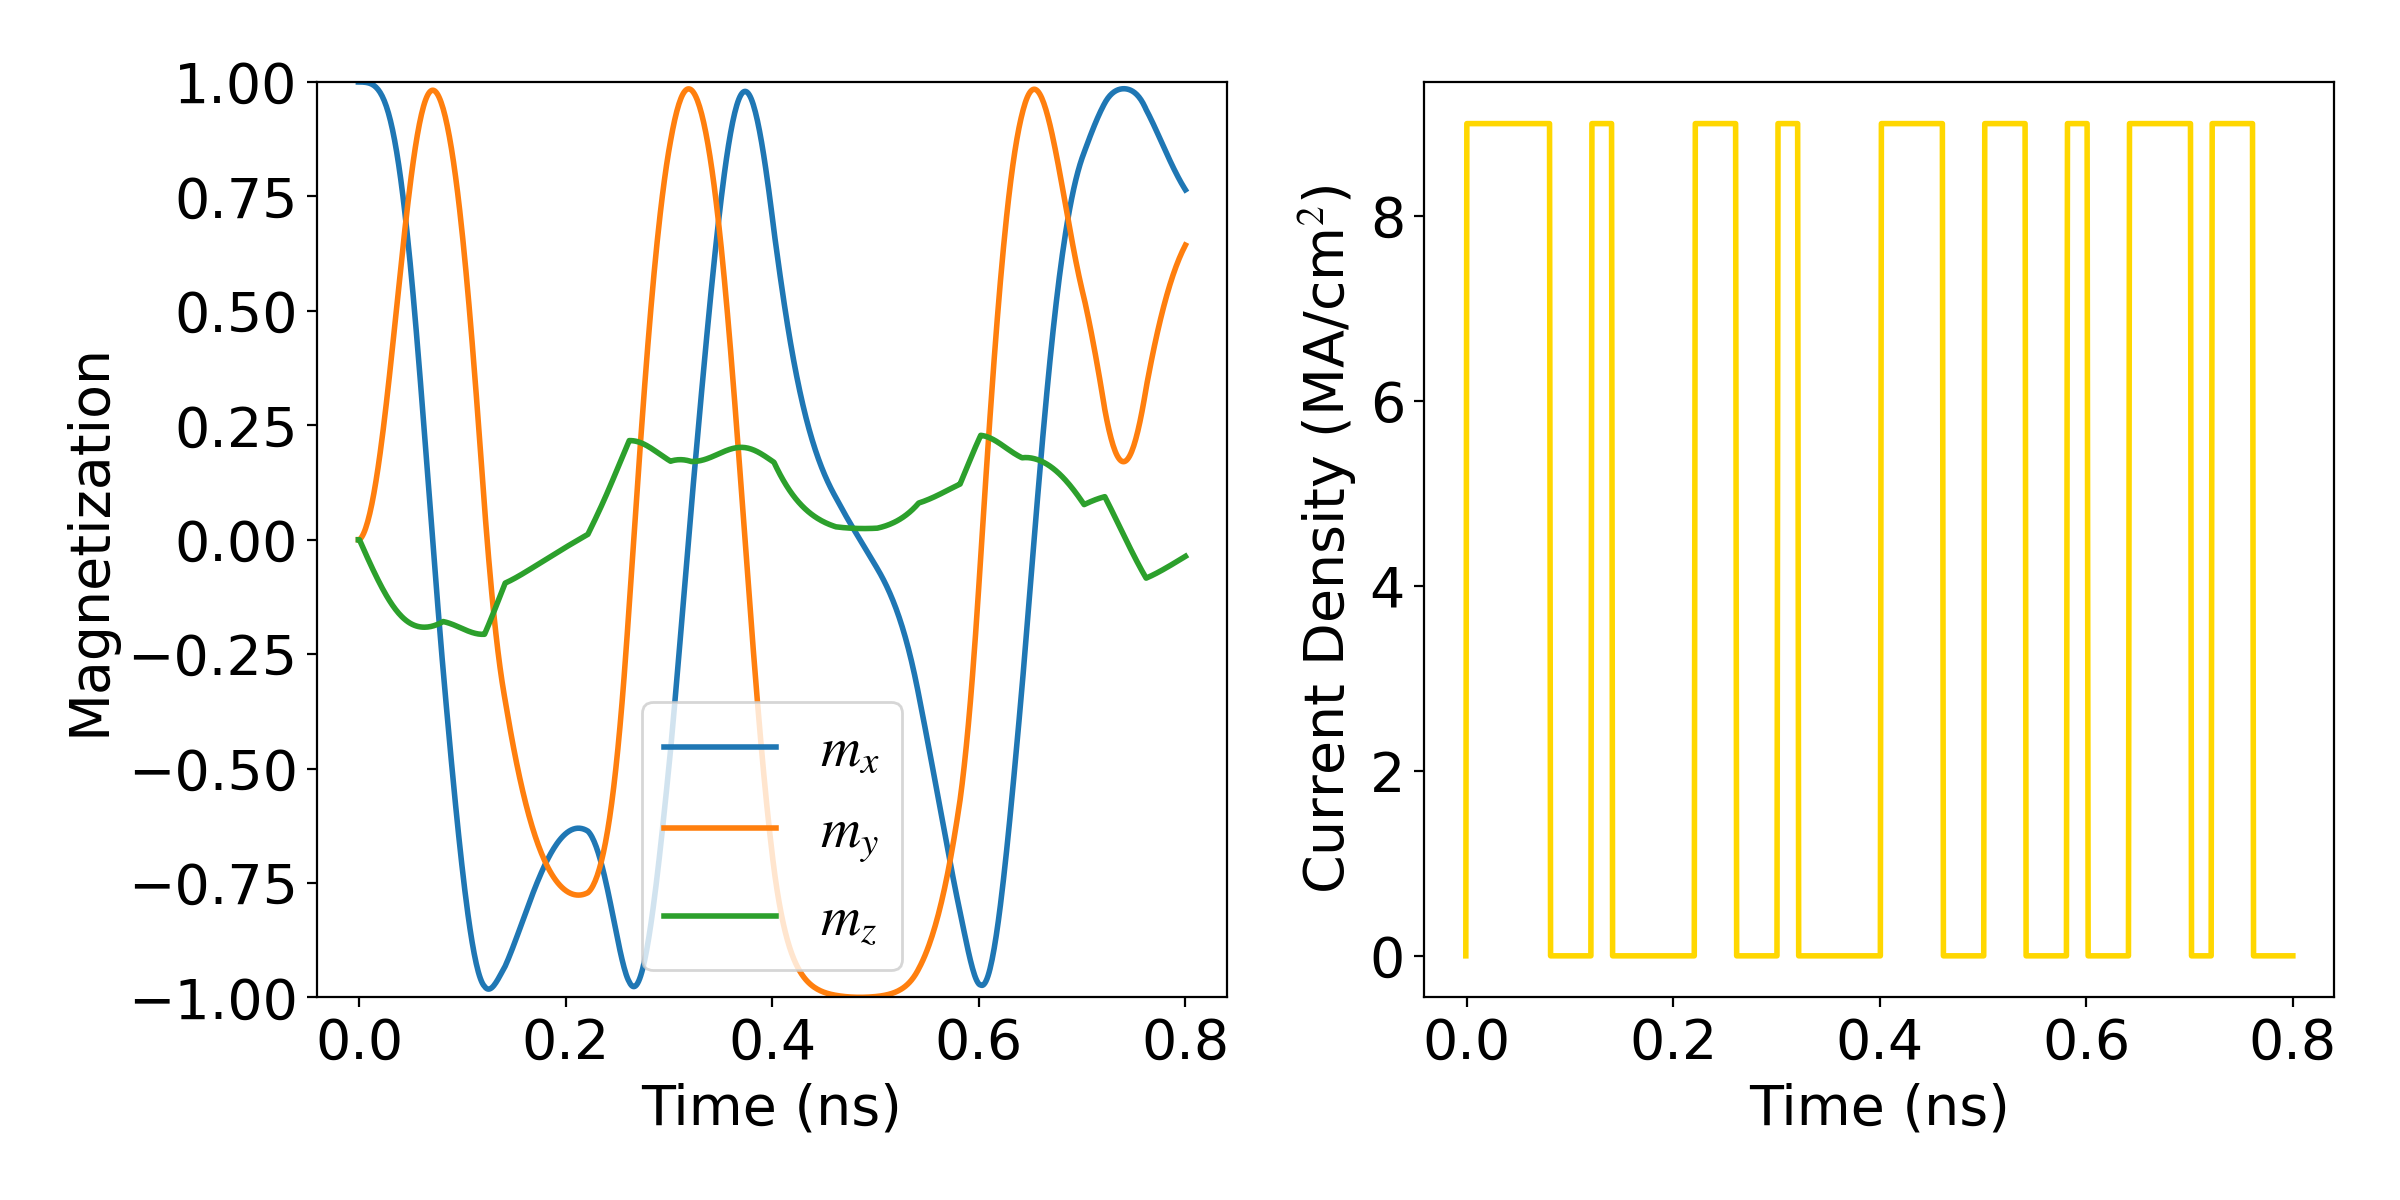 1.00
0.75
0.50
0.25
0.00
−0.25
−0.50
−0.75
−1.00
Magnetization
0.0 0.2 0.4 0.6 0.8
Time (ns)
mₓ
m_y
m_z
8
6
4
2
0
Current Density (MA/cm²)
0.0 0.2 0.4 0.6 0.8
Time (ns)